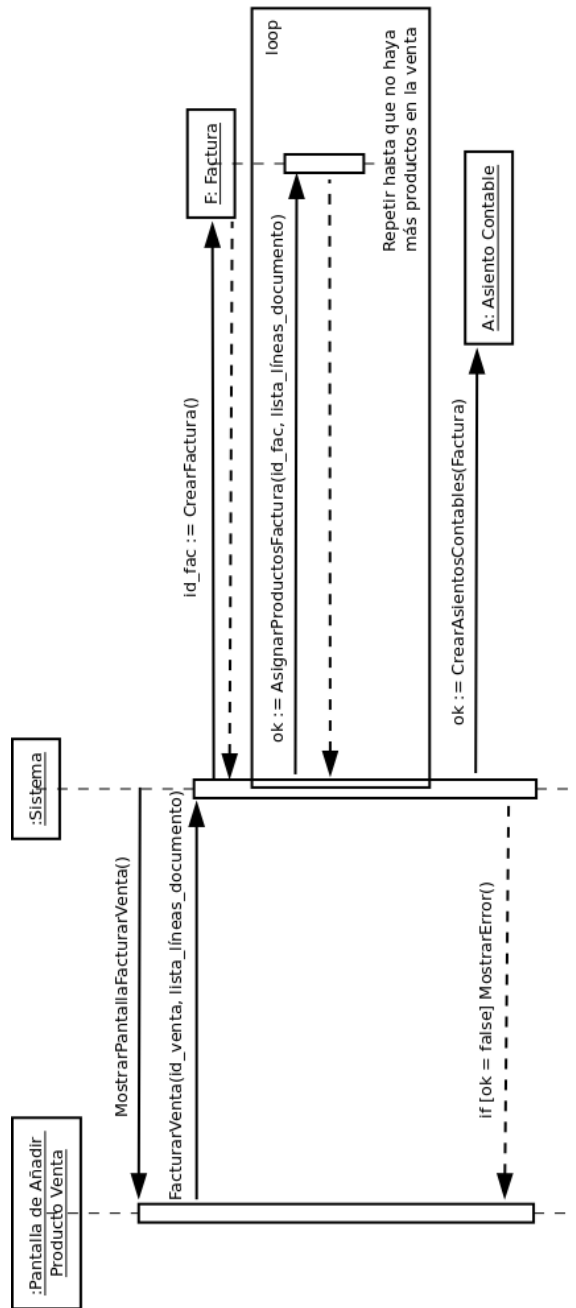 :Pantalla de Añadir
Producto Venta
:Sistema
MostrarPantallaFacturarVenta()
FacturarVenta(id_venta, lista_líneas_documento)
id_fac := CrearFactura()
F: Factura
loop
ok := AsignarProductosFactura(id_fac, lista_líneas_documento)
Repetir hasta que no haya
más productos en la venta
ok := CrearAsientosContables(Factura)
A: Asiento Contable
if [ok = false] MostrarError()